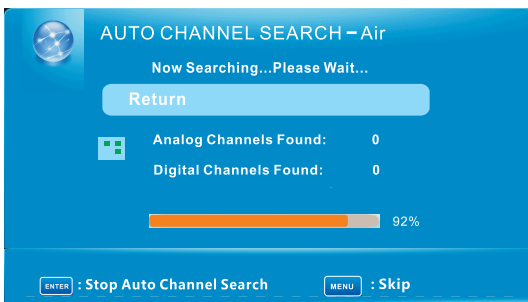 AUTO CHANNEL SEARCH – Air
Now Searching...Please Wait...
Return
Analog Channels Found: 0
Digital Channels Found: 0
92%
ENTER : Stop Auto Channel Search MENU : Skip